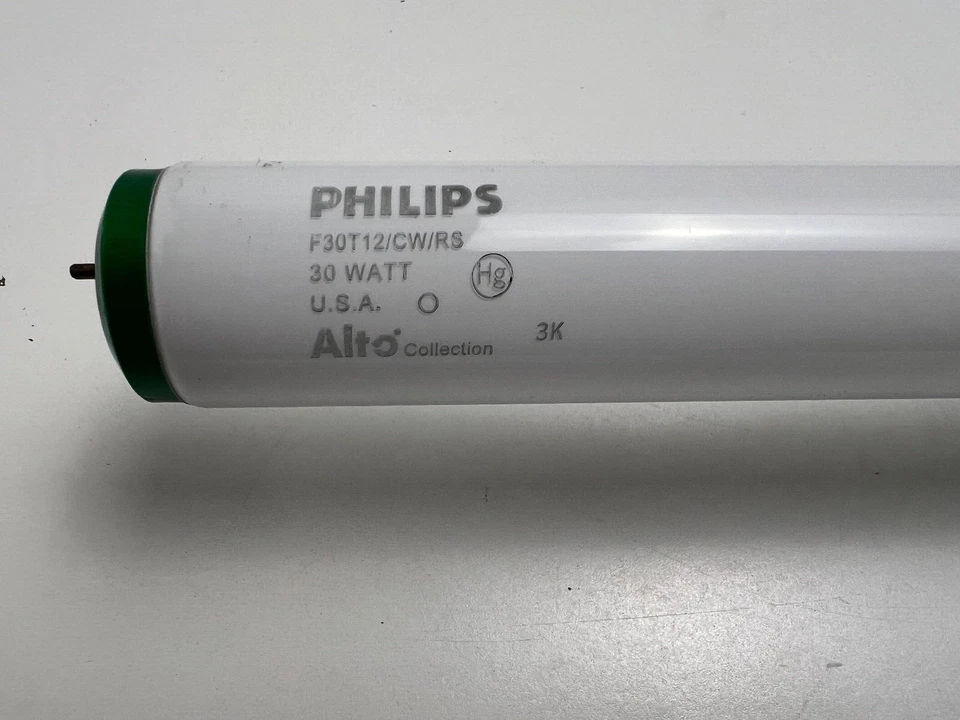 PHILIPS
F30T12/CW/RS
30 WATT Hg
U.S.A.
Alto Collection
3K